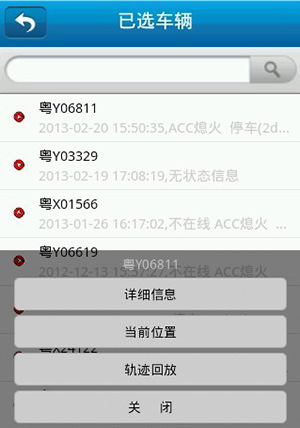 已选车辆
粤Y06811
2013-02-20 15:50:35,ACC熄火 停车(2d...
粤Y03329
2013-02-19 17:08:19,无状态信息
粤X01566
2013-01-26 16:17:02,不在线 ACC熄火 ...
粤Y06619
2012-12-13 15:37:27,不在线 ACC熄火
粤Y06811
详细信息
当前位置
轨迹回放
关 闭